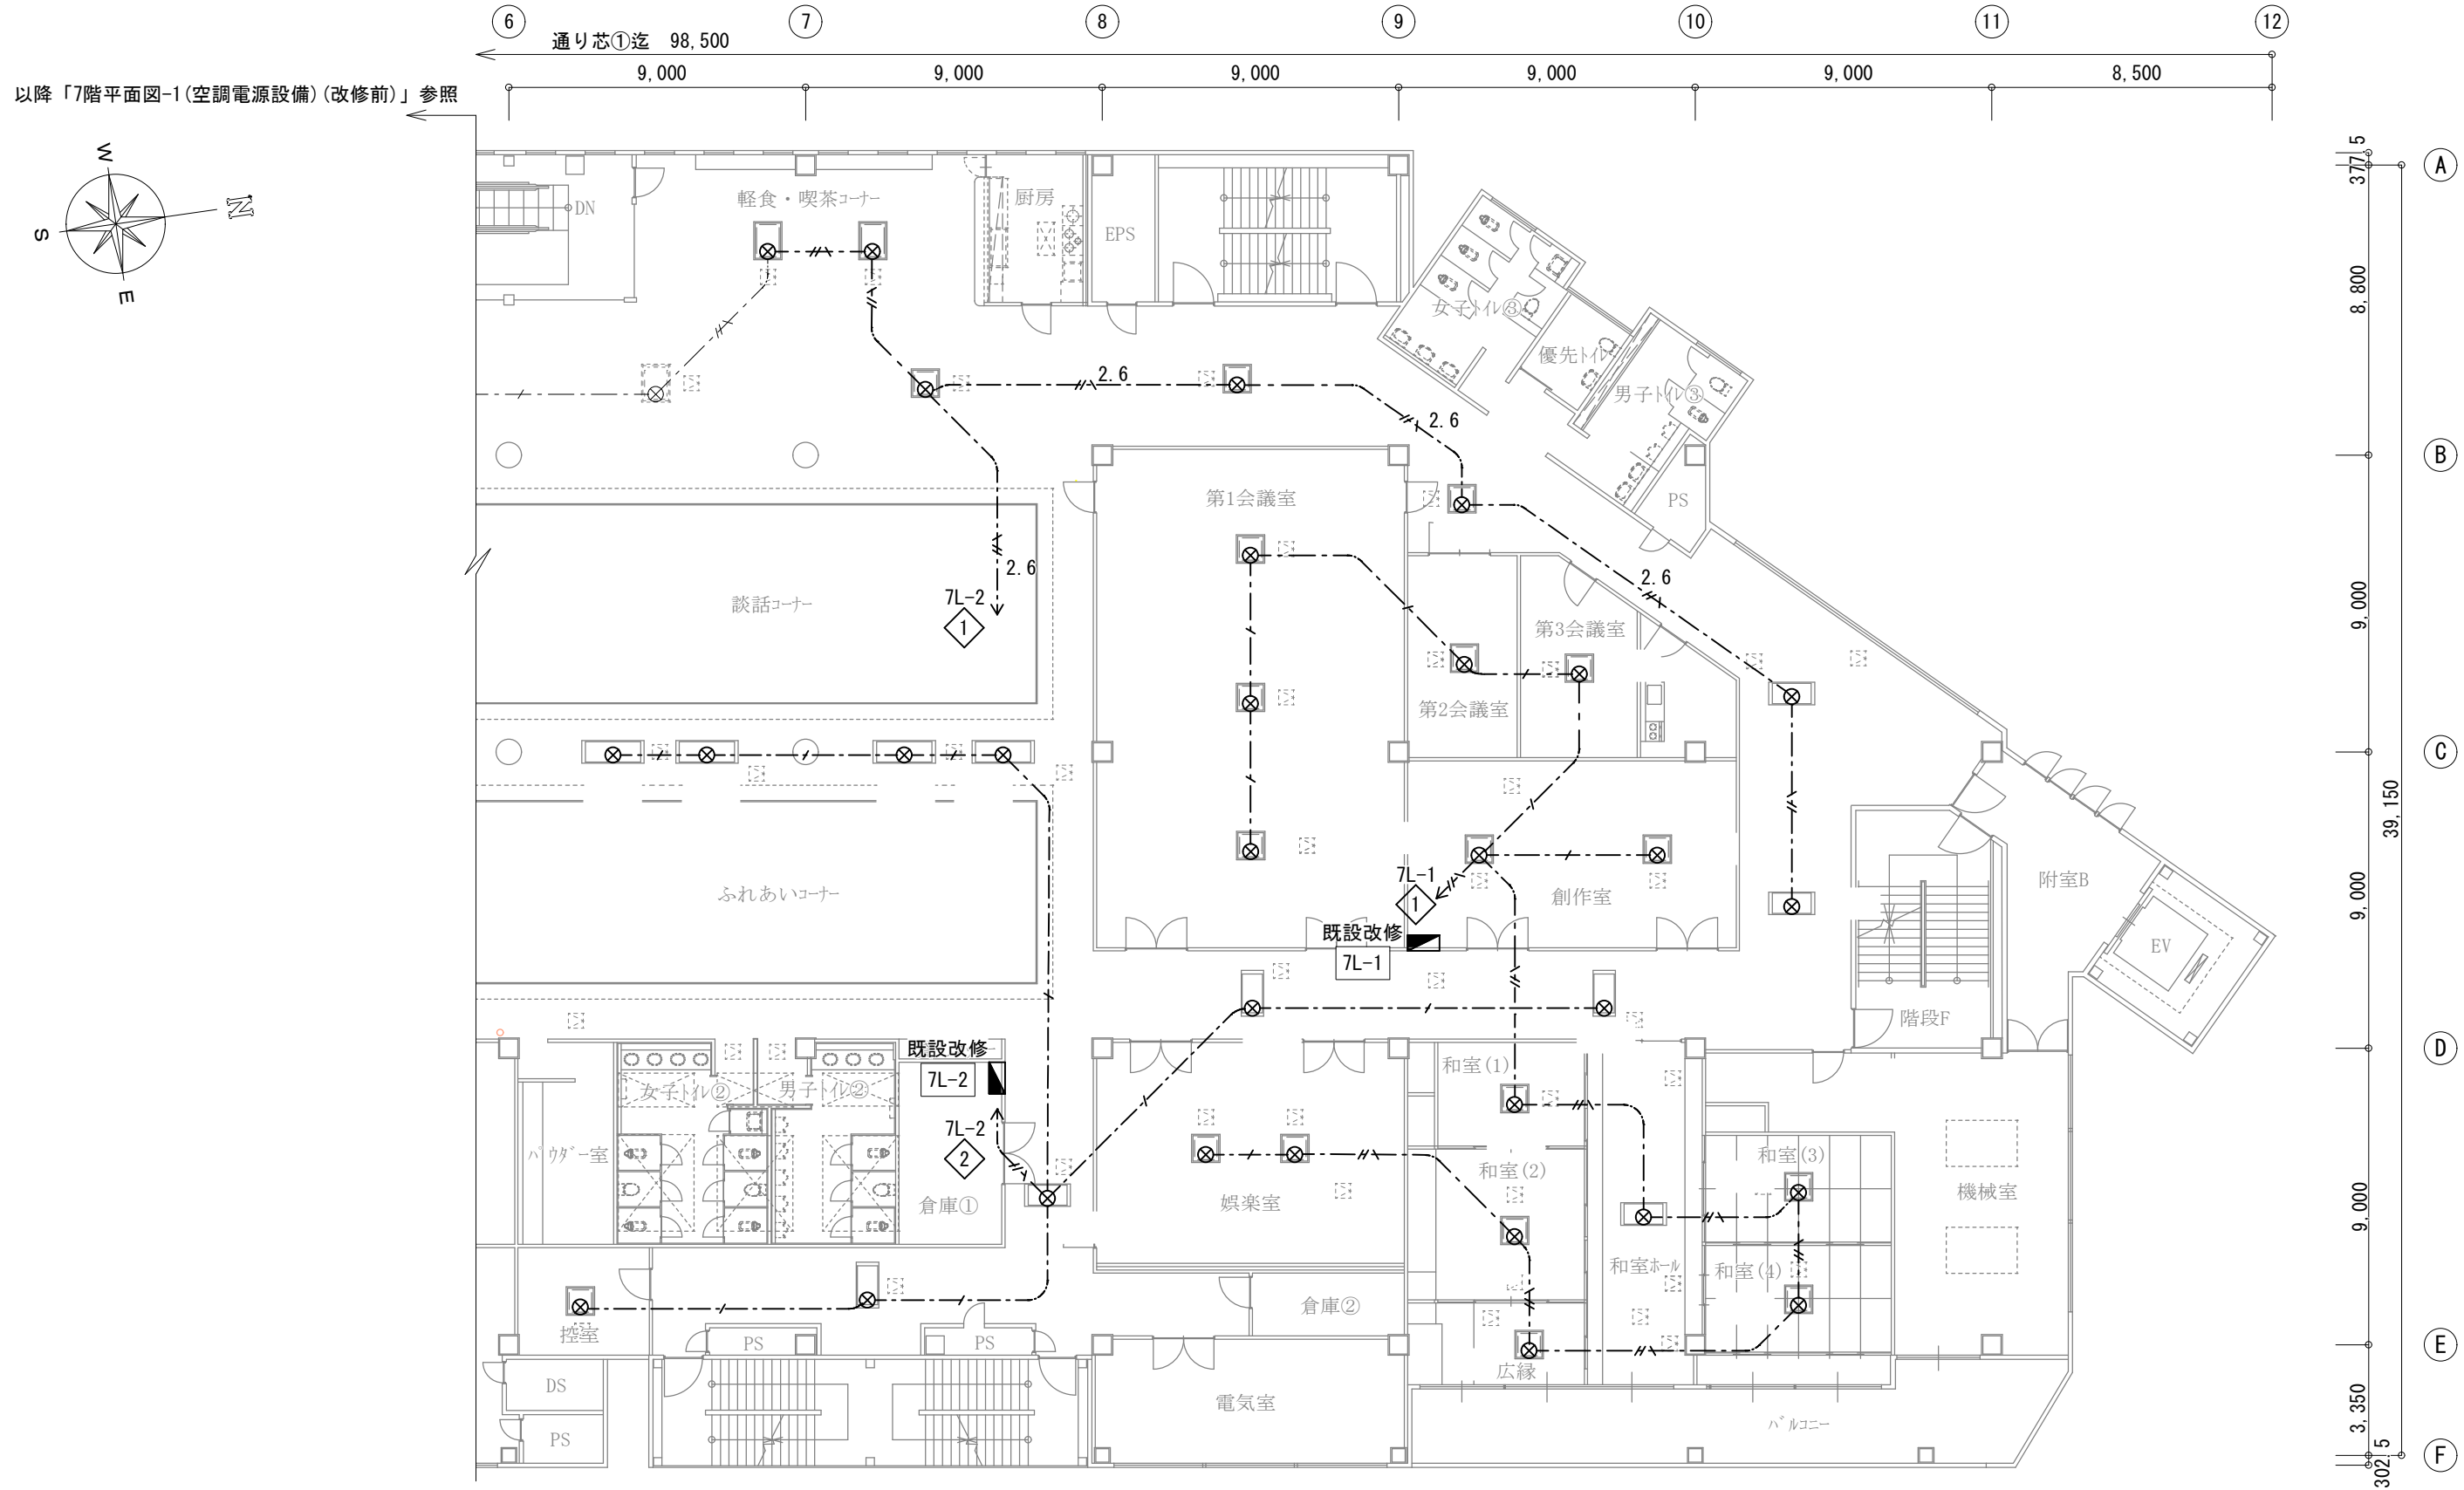 6 7 8 9 10 11 12
通り芯①迄 98,500
9,000 9,000 9,000 9,000 9,000 8,500
以降「7階平面図-1(空調電源設備)(改修前)」参照
W
N
S
E
377.5
A
DN
軽食・喫茶コーナー
厨房
EPS
8,800
女子トイレ③
優先トイレ
男子トイレ③
2.6
2.6
B
第1会議室
PS
2.6
2.6
7L-2
1
談話コーナー
第3会議室
9,000
第2会議室
C
39,150
7L-1
1
創作室
ふれあいコーナー
附室B
9,000
既設改修
7L-1
EV
階段F
D
既設改修
7L-2
女子トイレ②
男子トイレ②
和室(1)
7L-2
2
パウダー室
倉庫①
娯楽室
和室(2)
和室(3)
機械室
9,000
和室ホール
和室(4)
倉庫②
控室
PS
PS
E
広縁
DS
電気室
PS
バルコニー
3,350
F
302.5